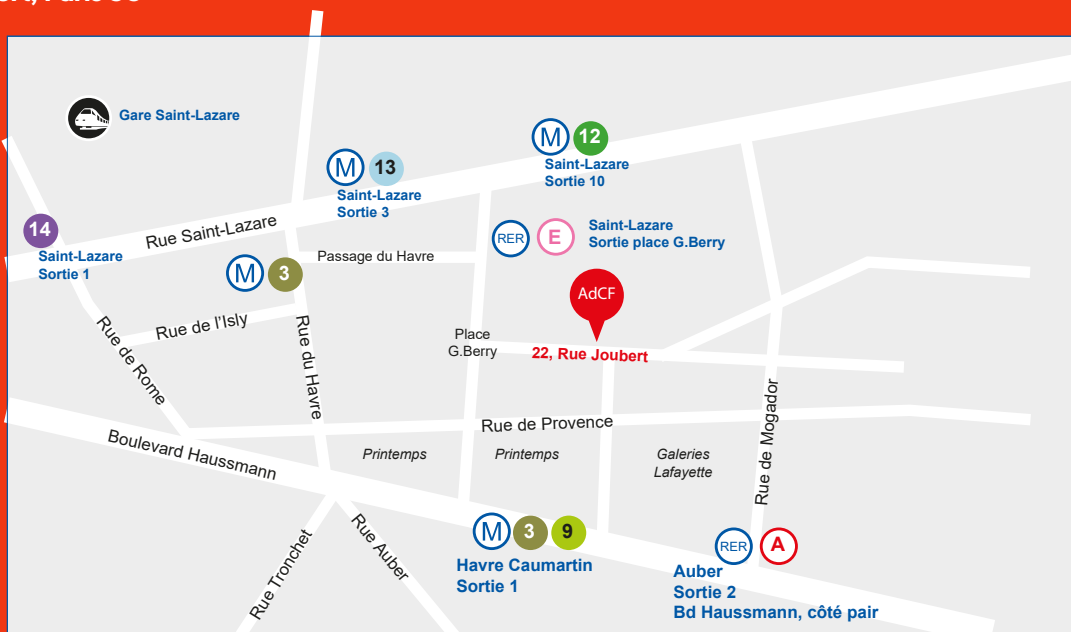 Gare Saint-Lazare
M 13
Saint-Lazare
Sortie 3
M 12
Saint-Lazare
Sortie 10
14
Saint-Lazare
Sortie 1
Rue Saint-Lazare
RER E
Saint-Lazare
Sortie place G.Berry
Passage du Havre
M 3
AdCF
Rue de l'Isly
Rue de Rome
Rue du Havre
Place
G.Berry
22, Rue Joubert
Rue de Mogador
Rue de Provence
Boulevard Haussmann
Printemps
Printemps
Galeries
Lafayette
Rue Tronchet
Rue Auber
M 3 9
Havre Caumartin
Sortie 1
RER A
Auber
Sortie 2
Bd Haussmann, côté pair